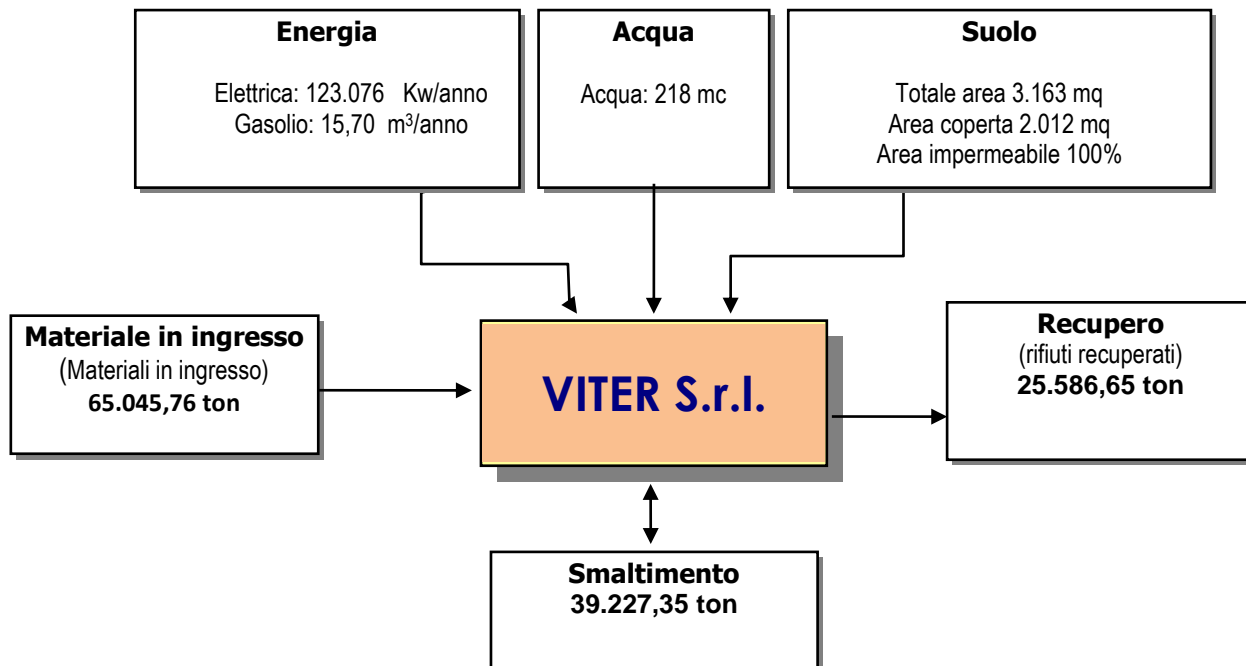 Energia
Elettrica: 123.076 Kw/anno
Gasolio: 15,70 m³/anno
Acqua
Acqua: 218 mc
Suolo
Totale area 3.163 mq
Area coperta 2.012 mq
Area impermeabile 100%
Materiale in ingresso
(Materiali in ingresso)
65.045,76 ton
VITER S.r.l.
Recupero
(rifiuti recuperati)
25.586,65 ton
Smaltimento
39.227,35 ton